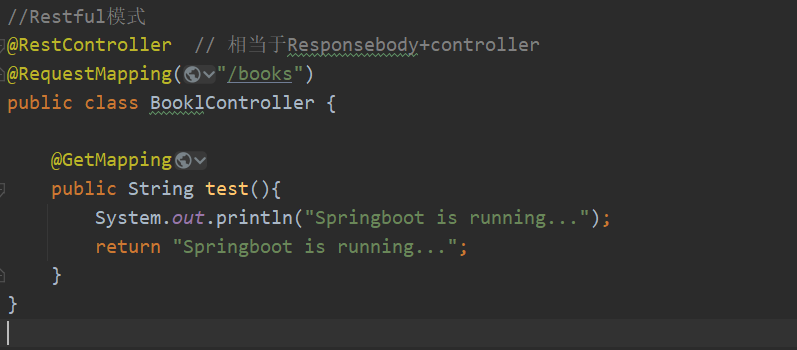 //Restful模式
@RestController  // 相当于Responsebody+controller
@RequestMapping("/books")
public class BooklController {
@GetMapping
public String test(){
System.out.println("Springboot is running...");
return "Springboot is running...";
}
}